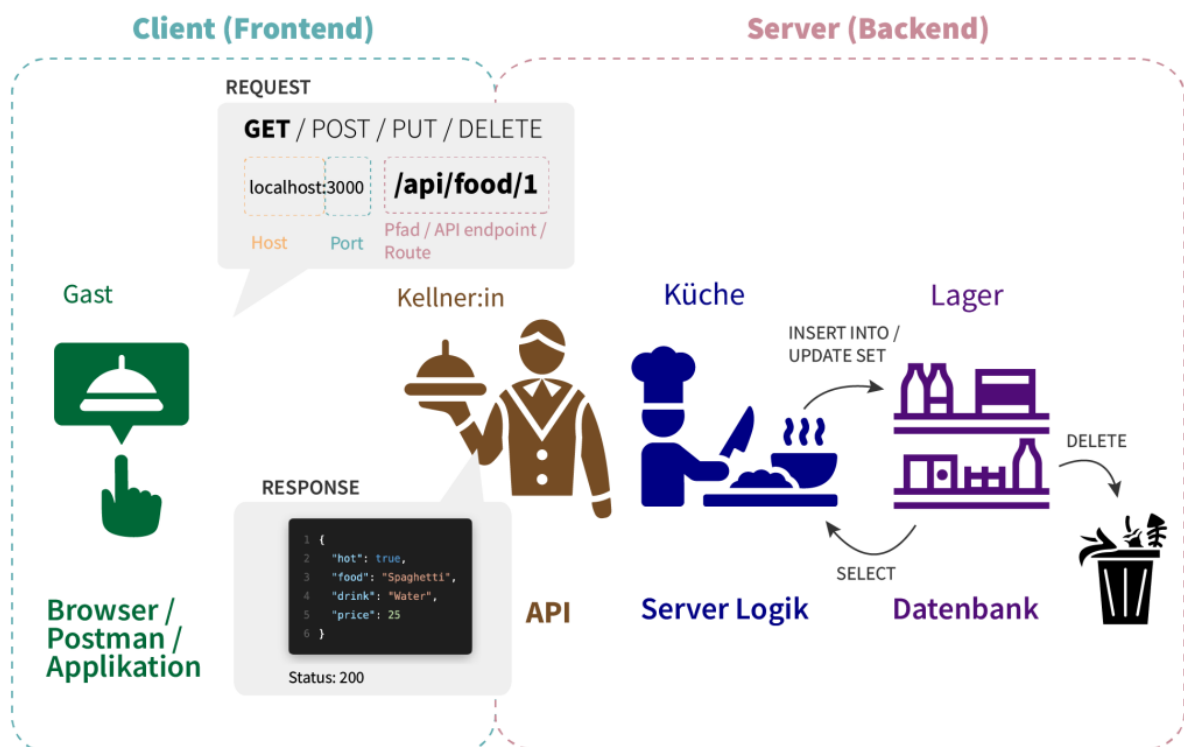 Client (Frontend)
Server (Backend)
REQUEST
GET / POST / PUT / DELETE
localhost:3000
/api/food/1
Host
Port
Pfad / API endpoint /
Route
Gast
Kellner:in
Küche
Lager
INSERT INTO /
UPDATE SET
DELETE
SELECT
RESPONSE
1 {
2 "hot": true,
3 "food": "Spaghetti",
4 "drink": "Water",
5 "price": 25
6 }
Status: 200
Browser /
Postman /
Applikation
API
Server Logik
Datenbank